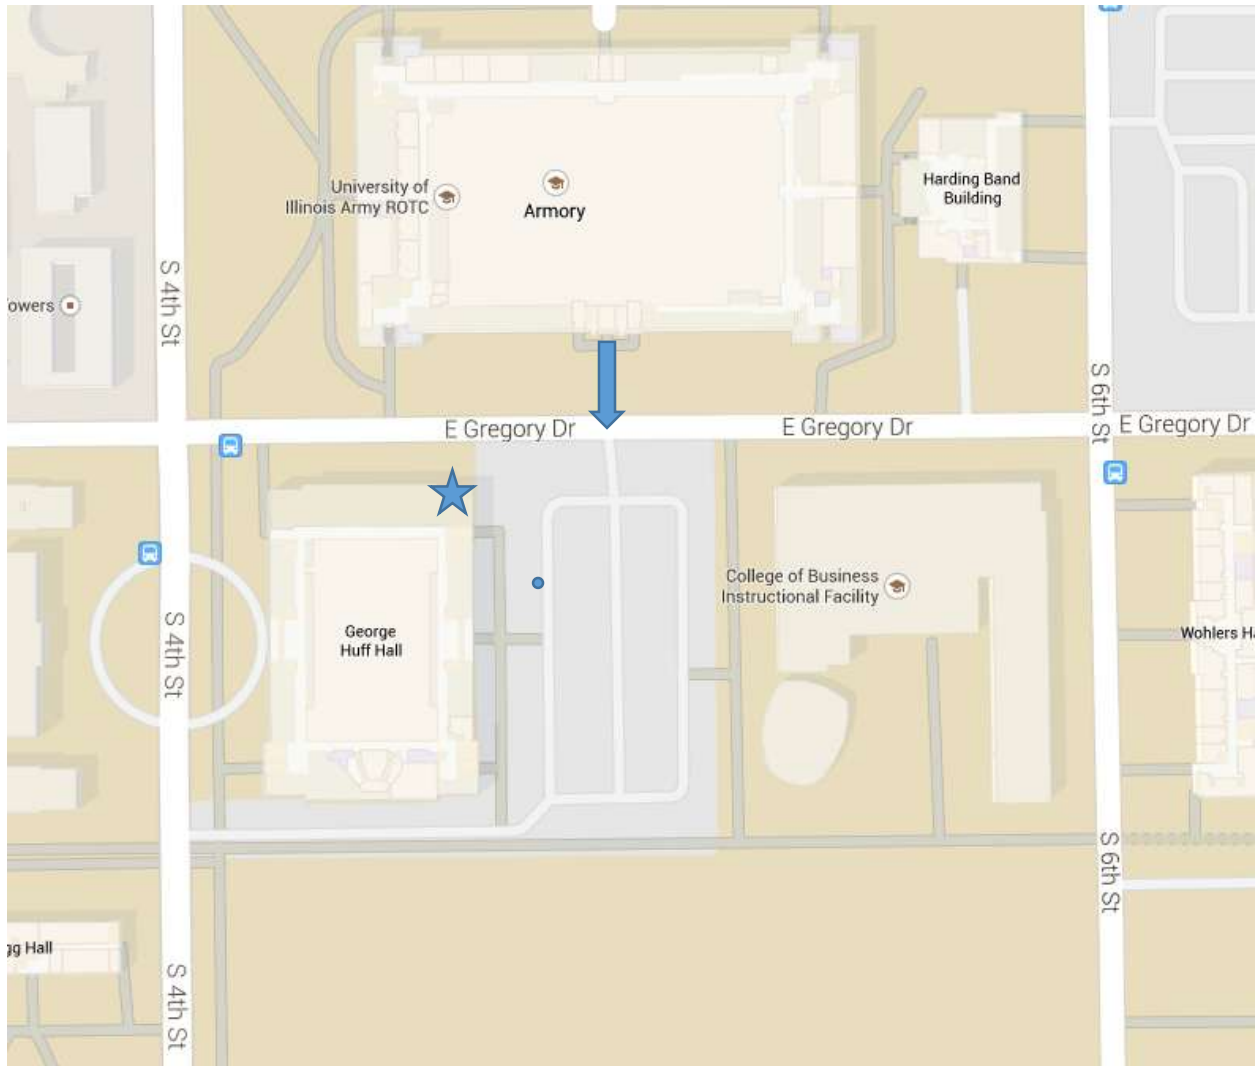 University of
Illinois Army ROTC
Armory
Harding Band
Building
S 4th St
owers
S 6th St
E Gregory Dr
E Gregory Dr
E Gregory Dr
College of Business
Instructional Facility
S 4th St
George
Huff Hall
Wohlers Ha
S 6th St
gg Hall
S 4th St